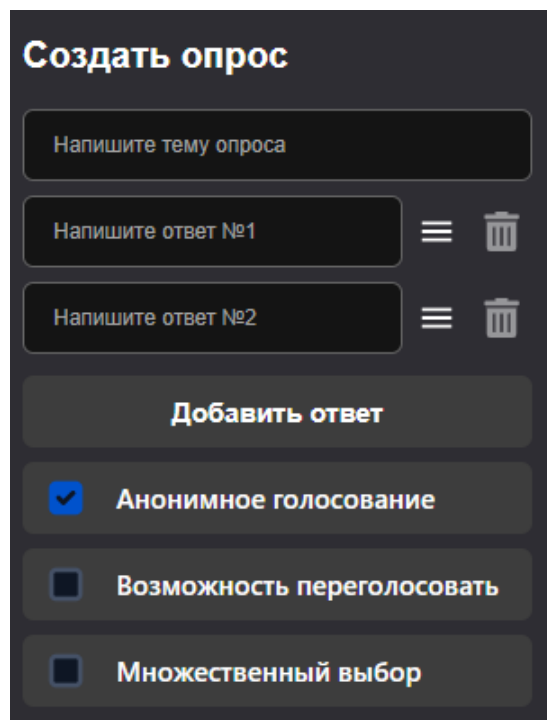 Создать опрос
Напишите тему опроса
Напишите ответ №1
Напишите ответ №2
Добавить ответ
Анонимное голосование
Возможность переголосовать
Множественный выбор